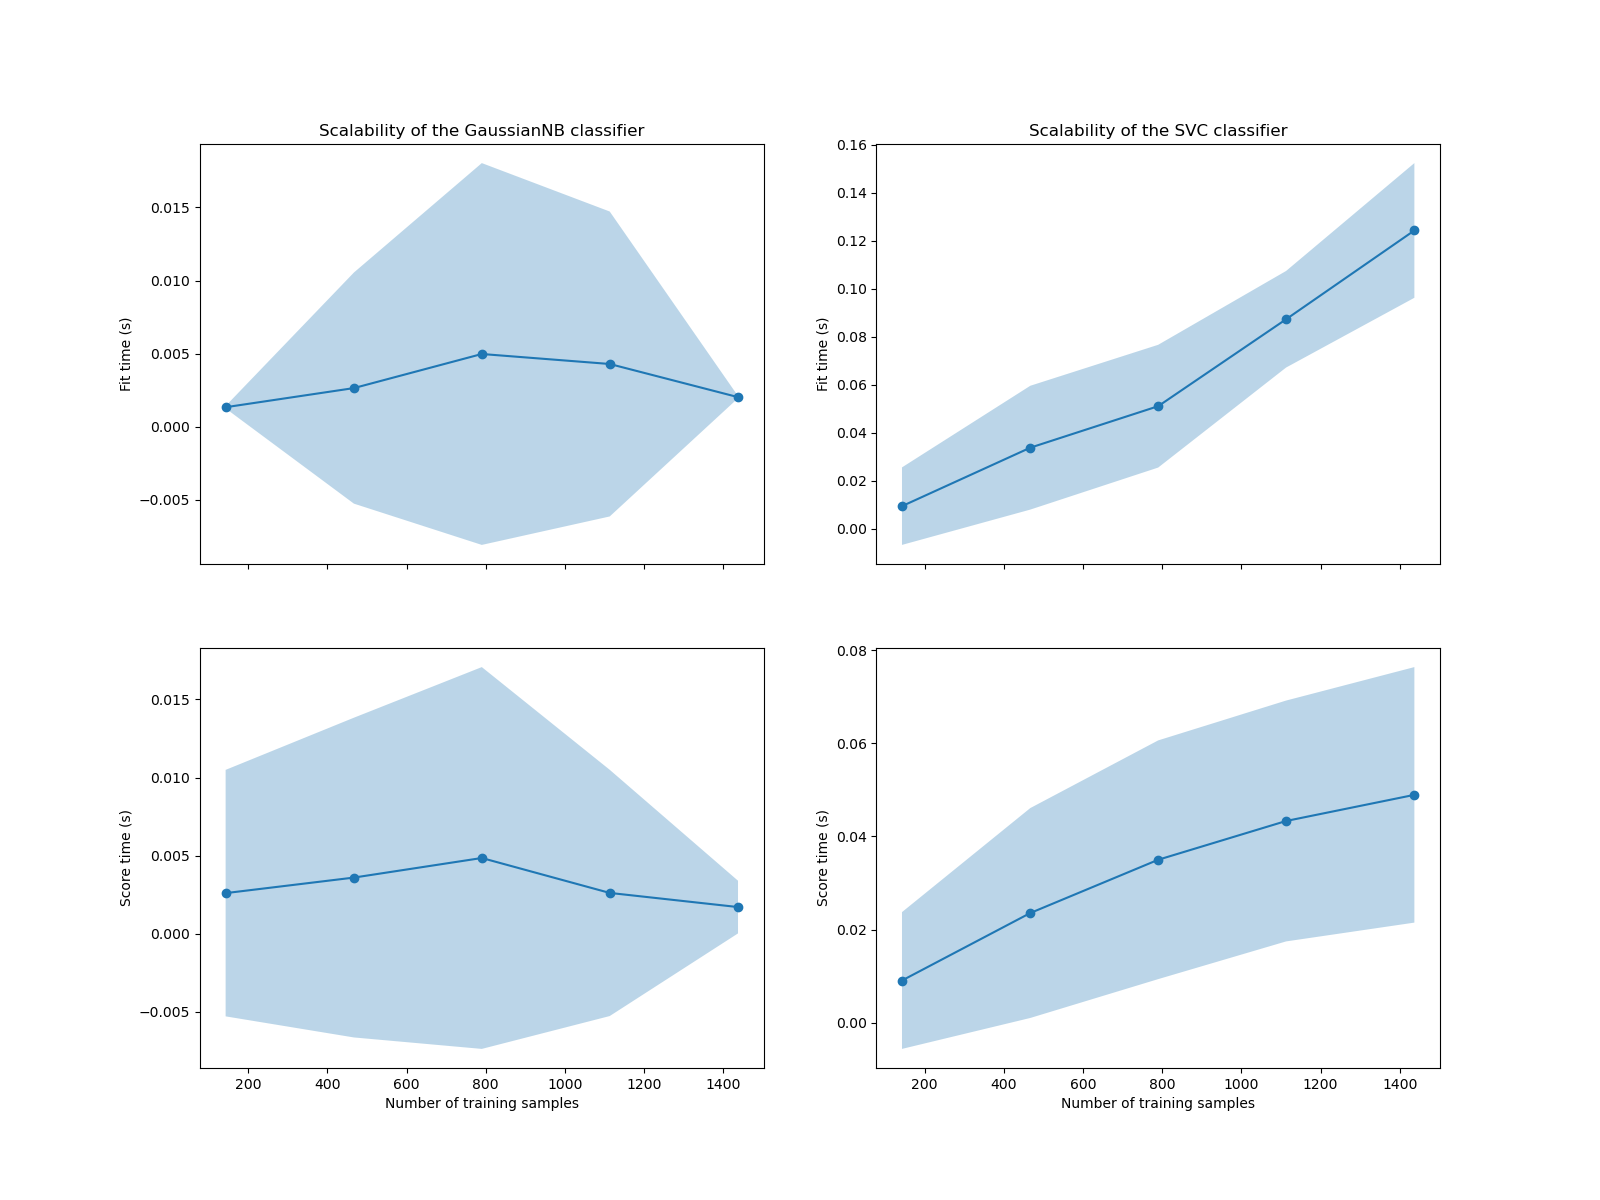 Scalability of the GaussianNB classifier
Scalability of the SVC classifier
0.015
0.010
0.005
0.000
−0.005
Fit time (s)
0.16
0.14
0.12
0.10
0.08
0.06
0.04
0.02
0.00
Fit time (s)
0.015
0.010
0.005
0.000
−0.005
Score time (s)
200 400 600 800 1000 1200 1400
Number of training samples
0.08
0.06
0.04
0.02
0.00
Score time (s)
200 400 600 800 1000 1200 1400
Number of training samples